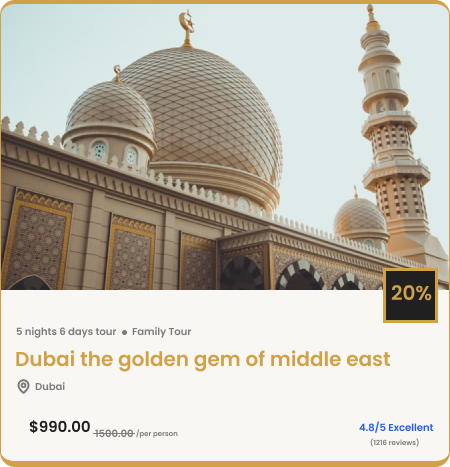 20%
5 nights 6 days tour ● Family Tour
Dubai the golden gem of middle east
Dubai
$990.00 1500.00 /per person
4.8/5 Excellent
(1216 reviews)